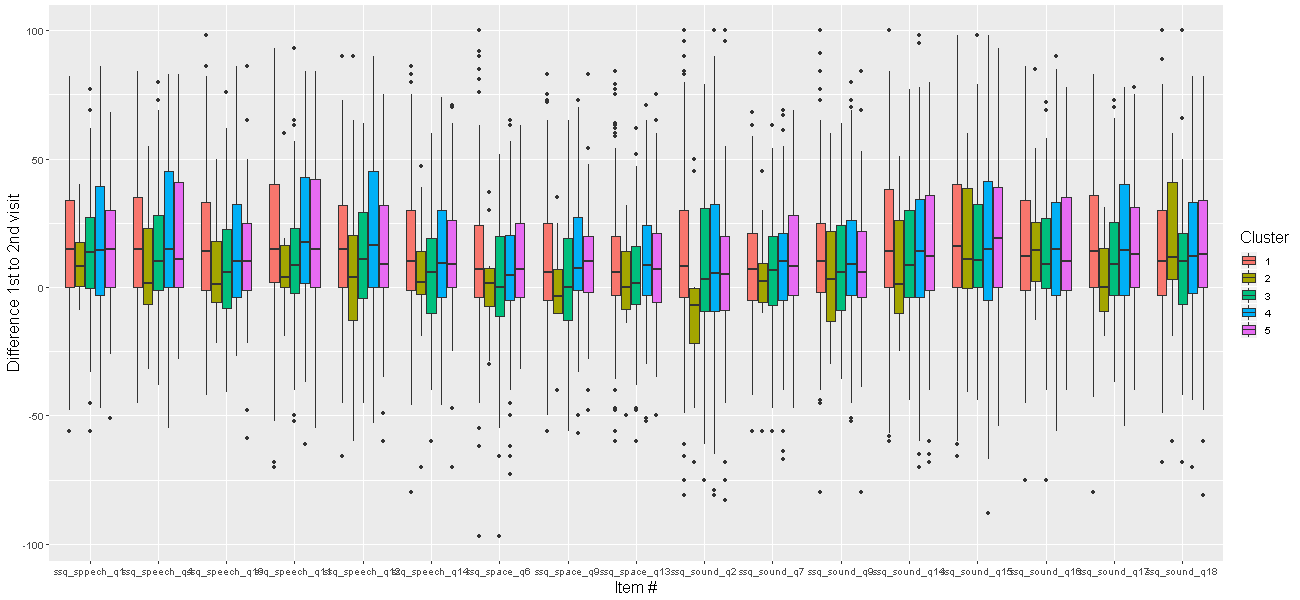 100
50
0
-50
-100
Difference 1st to 2nd visit
ssq_sppech_q1 ssq_speech_q4 ssq_speech_q10 ssq_speech_q11 ssq_speech_q12 ssq_speech_q14 ssq_space_q6 ssq_space_q9 ssq_space_q13 ssq_sound_q2 ssq_sound_q7 ssq_sound_q9 ssq_sound_q14 ssq_sound_q15 ssq_sound_q16 ssq_sound_q17 ssq_sound_q18
Item #
Cluster
1
2
3
4
5